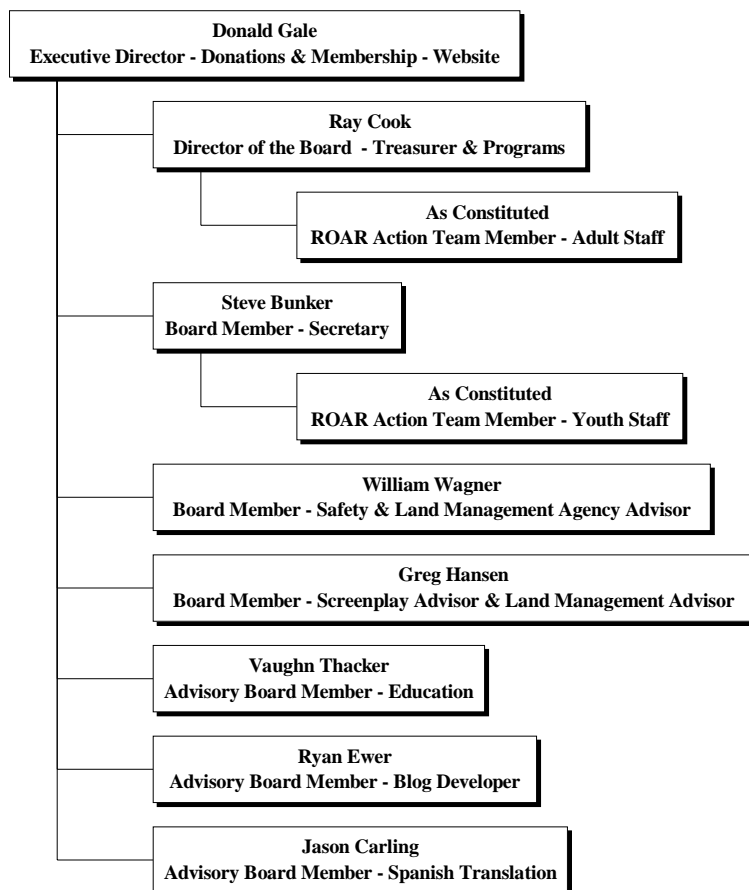 Donald Gale
Executive Director - Donations & Membership - Website
Ray Cook
Director of the Board - Treasurer & Programs
As Constituted
ROAR Action Team Member - Adult Staff
Steve Bunker
Board Member - Secretary
As Constituted
ROAR Action Team Member - Youth Staff
William Wagner
Board Member - Safety & Land Management Agency Advisor
Greg Hansen
Board Member - Screenplay Advisor & Land Management Advisor
Vaughn Thacker
Advisory Board Member - Education
Ryan Ewer
Advisory Board Member - Blog Developer
Jason Carling
Advisory Board Member - Spanish Translation